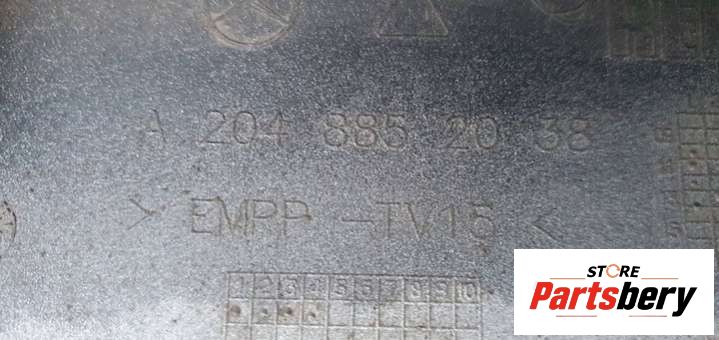 A 204 885 20 38
> EMPP -TV15 <
1 2 3 4 5 6 7 8 9 10
STORE
Partsbery